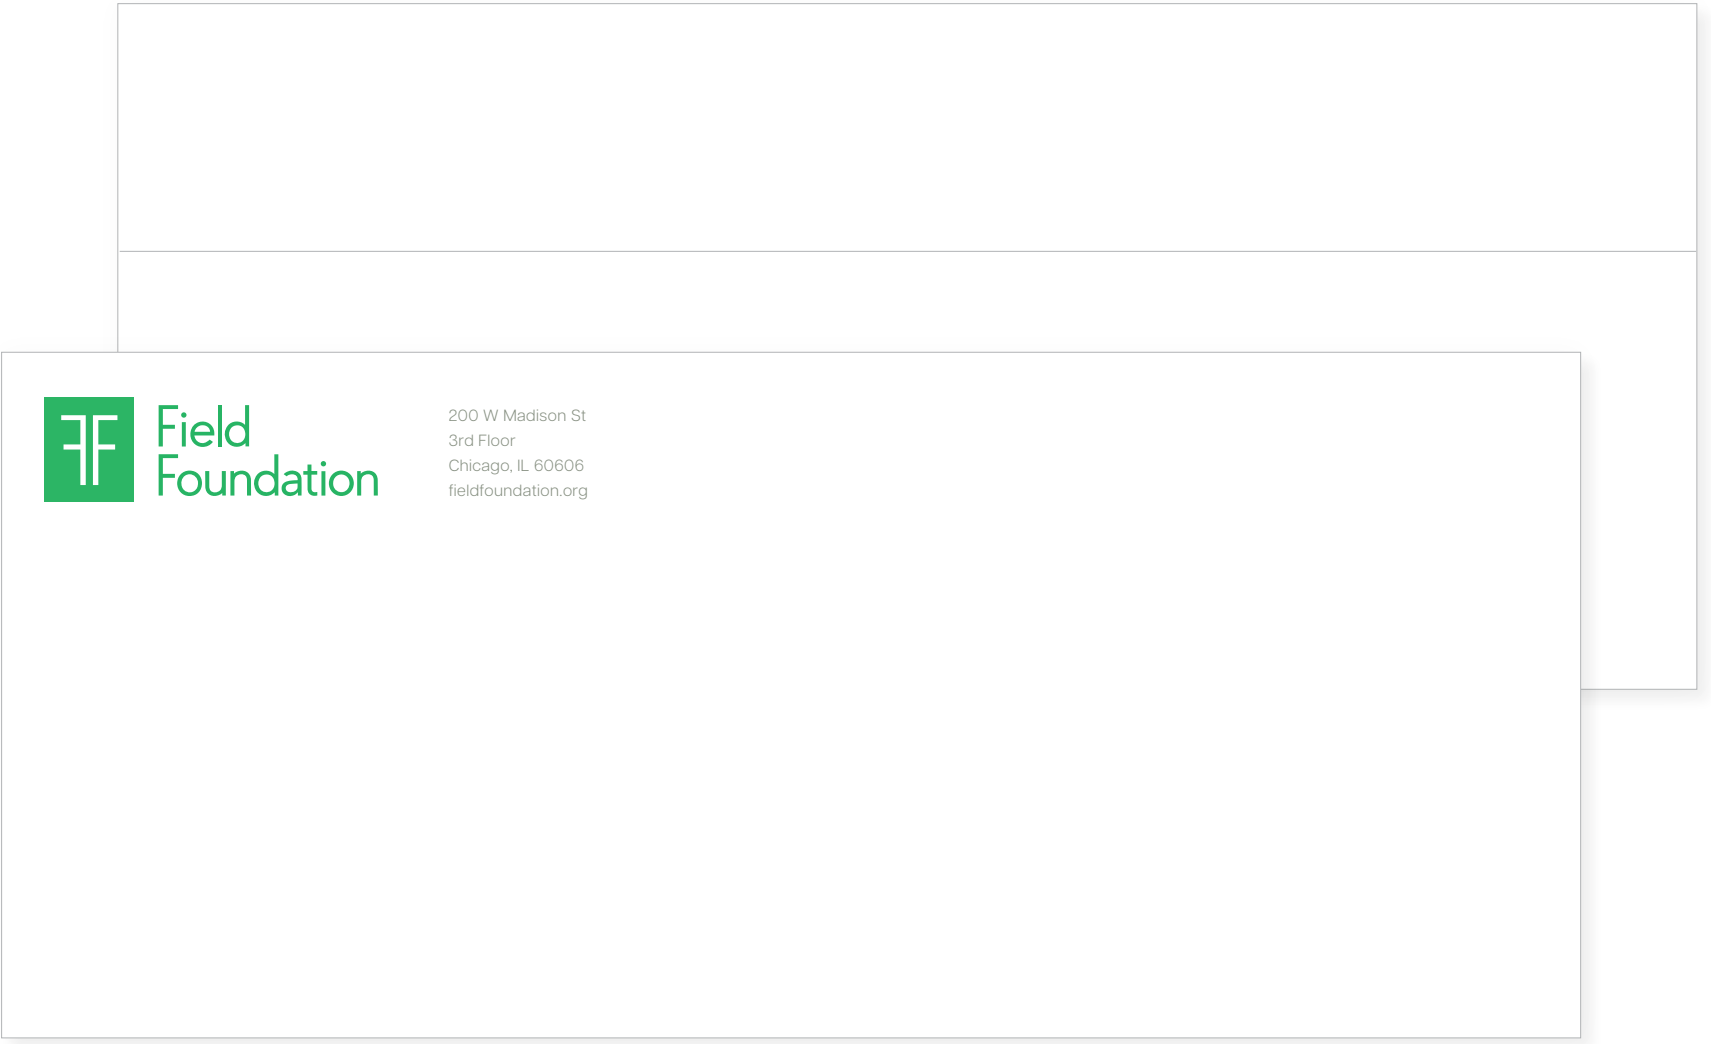 Field
Foundation
200 W Madison St
3rd Floor
Chicago, IL 60606
fieldfoundation.org